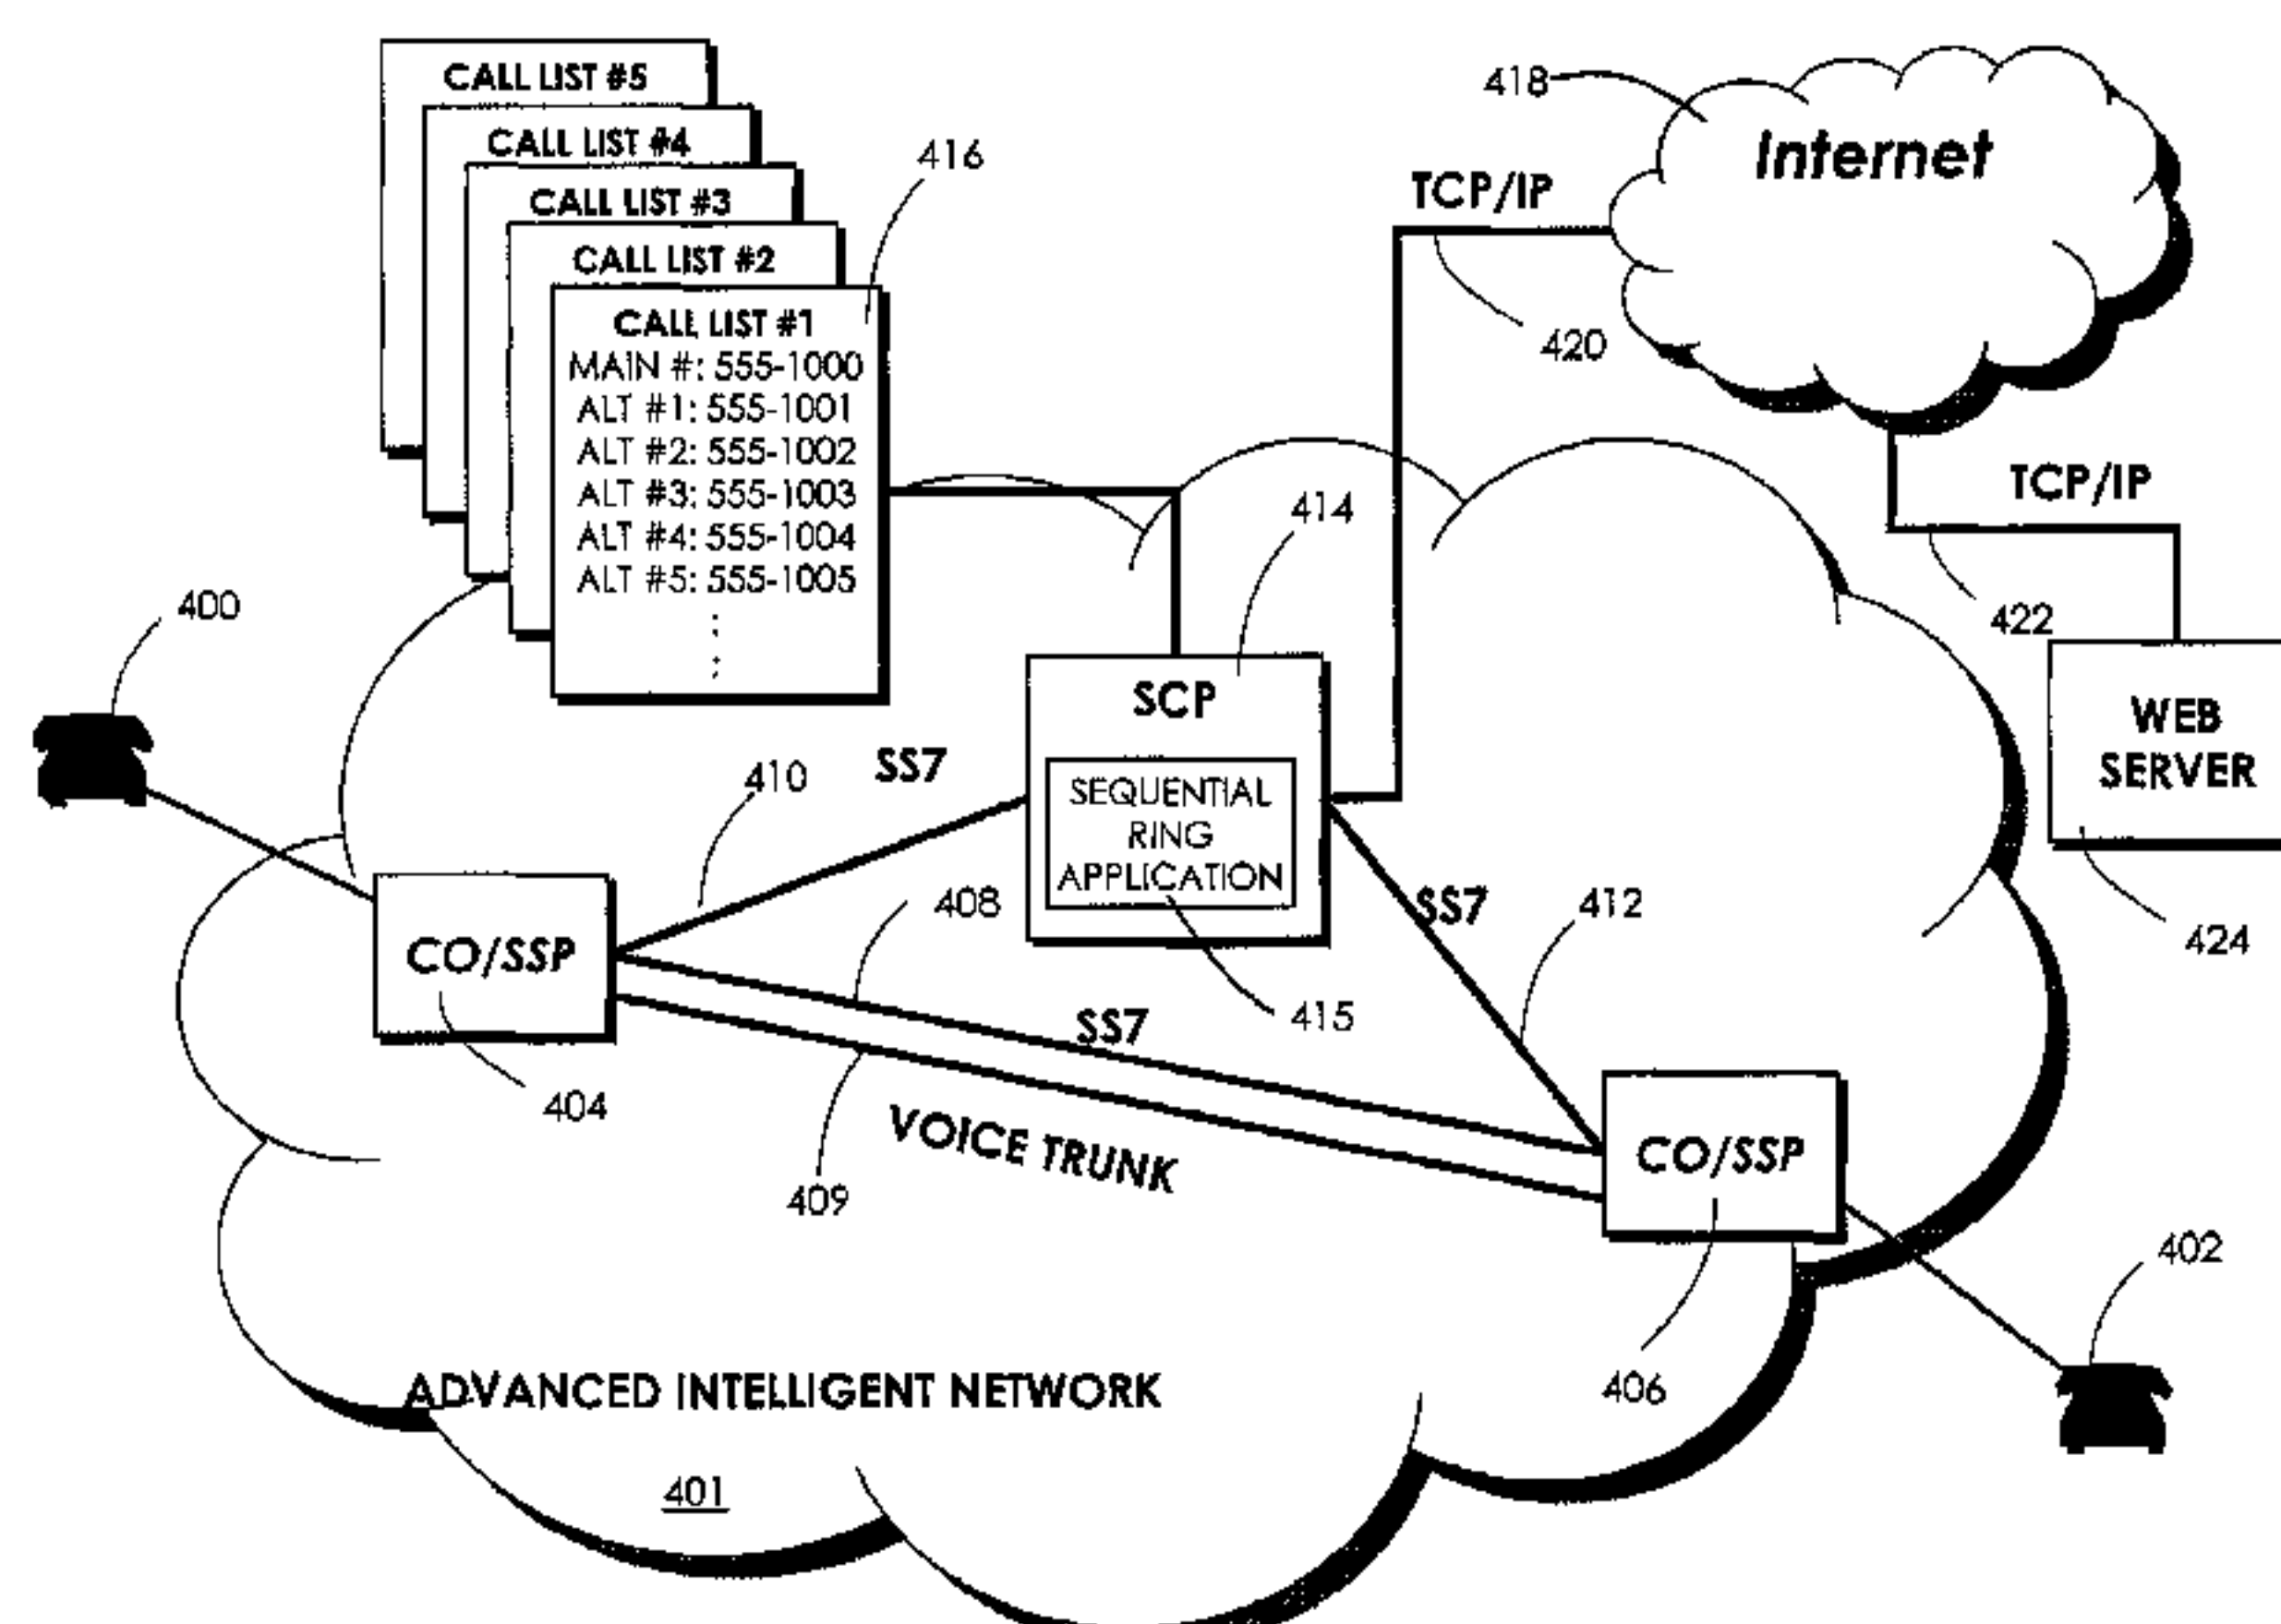 CALL LIST #5
CALL LIST #4
CALL LIST #3
CALL LIST #2
CALL LIST #1
MAIN #: 555-1000
ALT #1: 555-1001
ALT #2: 555-1002
ALT #3: 555-1003
ALT #4: 555-1004
ALT #5: 555-1005
416
418
Internet
TCP/IP
420
TCP/IP
422
414
400
SCP
SEQUENTIAL
RING
APPLICATION
WEB
SERVER
424
SS7
410
408
SS7
412
CO/SSP
404
SS7
415
409
VOICE TRUNK
CO/SSP
406
402
ADVANCED INTELLIGENT NETWORK
401